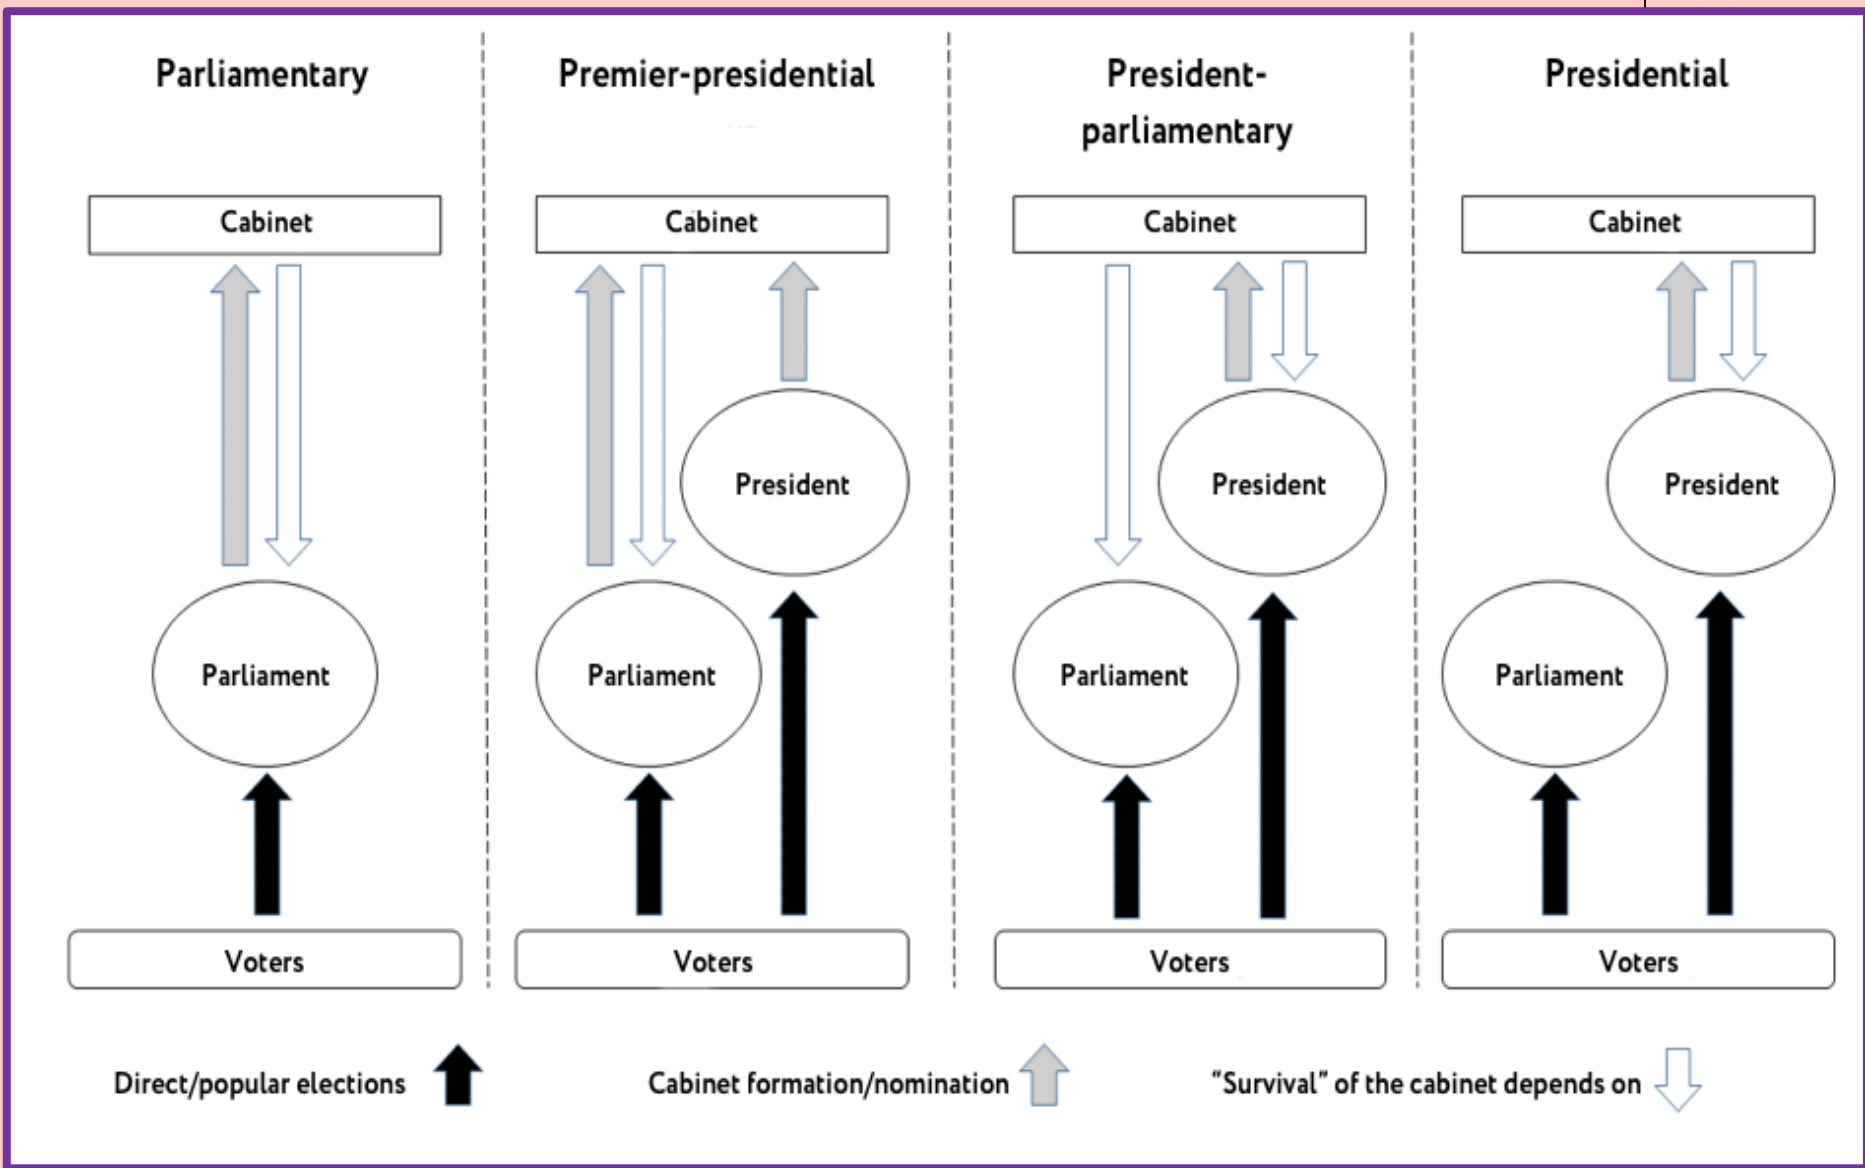 Parliamentary
Premier-presidential
President-
parliamentary
Presidential
Cabinet
Cabinet
Cabinet
Cabinet
President
President
President
Parliament
Parliament
Parliament
Parliament
Voters
Voters
Voters
Voters
Direct/popular elections
Cabinet formation/nomination
“Survival” of the cabinet depends on